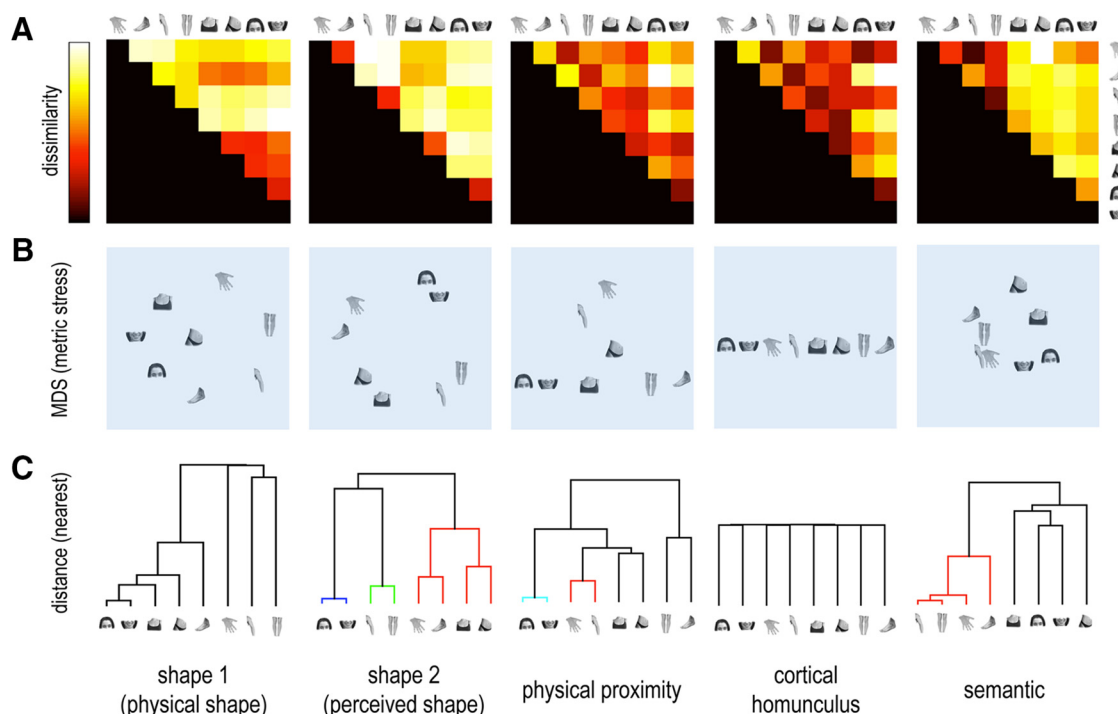 A
dissimilarity
B
MDS (metric stress)
C
distance (nearest)
shape 1
(physical shape)
shape 2
(perceived shape)
physical proximity
cortical
homunculus
semantic